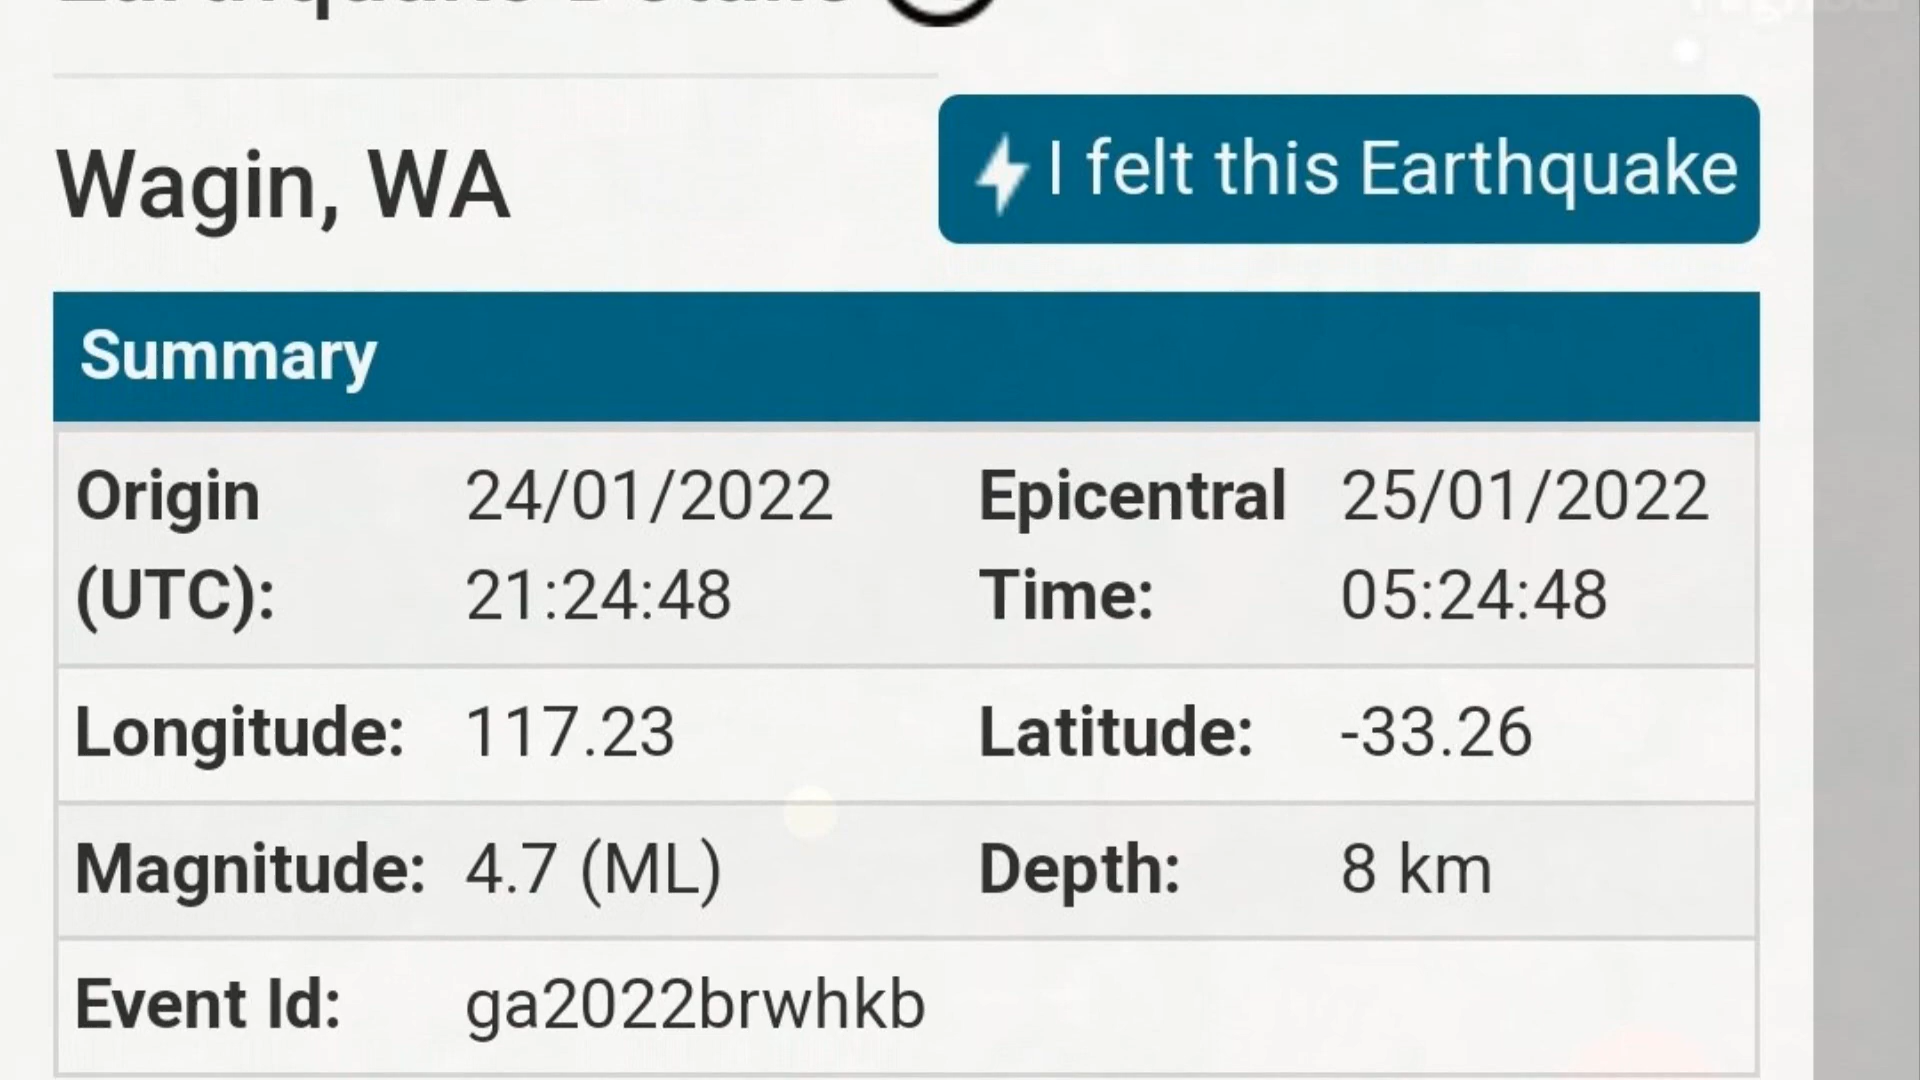 Earthquake Details
Wagin, WA
I felt this Earthquake
Summary
Origin (UTC): 24/01/2022 21:24:48 Epicentral Time: 25/01/2022 05:24:48
Longitude: 117.23 Latitude: -33.26
Magnitude: 4.7 (ML) Depth: 8 km
Event Id: ga2022brwhkb